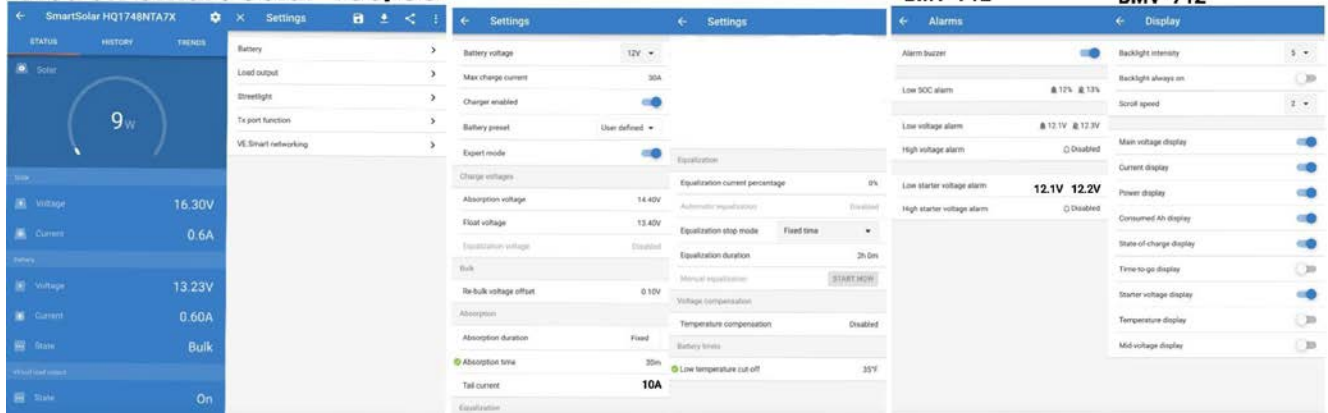 SmartSolar HQ1748NTA7X
STATUS HISTORY TRENDS
Solar
9W
Solar
Voltage 16.30V
Current 0.6A
Battery
Voltage 13.23V
Current 0.60A
State Bulk
Virtual load output
State On
Settings
Battery
Load output
Streetlight
Tx port function
VE.Smart networking
Settings
Battery voltage 12V
Max charge current 30A
Charger enabled
Battery preset User defined
Expert mode
Charge voltages
Absorption voltage 14.40V
Float voltage 13.40V
Equalization voltage Disabled
Bulk
Re-bulk voltage offset 0.10V
Absorption
Absorption duration Fixed
Absorption time 30m
Tail current 10A
Equalization
Settings
Equalization
Equalization current percentage 0%
Automatic equalization Disabled
Equalization stop mode Fixed time
Equalization duration 2h 0m
Manual equalization START NOW
Voltage compensation
Temperature compensation Disabled
Battery limits
Low temperature cut-off 35°F
Alarms
Alarm buzzer
Low SOC alarm 12% 13%
Low voltage alarm 12.1V 12.3V
High voltage alarm Disabled
Low starter voltage alarm 12.1V 12.2V
High starter voltage alarm Disabled
BMV-712
Display
Backlight intensity 5
Backlight always on
Scroll speed 2
Main voltage display
Current display
Power display
Consumed Ah display
State-of-charge display
Time-to-go display
Starter voltage display
Temperature display
Mid-voltage display